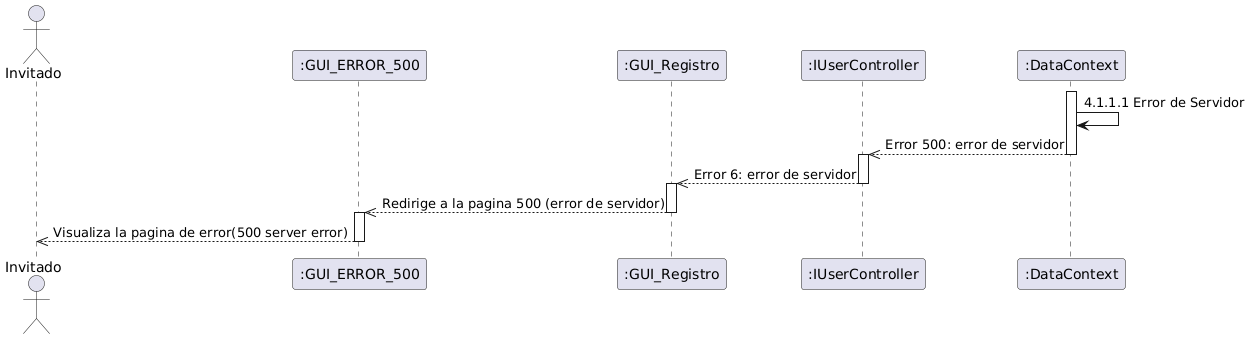 Invitado
:GUI_ERROR_500
:GUI_Registro
:IUserController
:DataContext
4.1.1.1 Error de Servidor
Error 500: error de servidor
Error 6: error de servidor
Redirige a la pagina 500 (error de servidor)
Visualiza la pagina de error(500 server error)
Invitado
:GUI_ERROR_500
:GUI_Registro
:IUserController
:DataContext